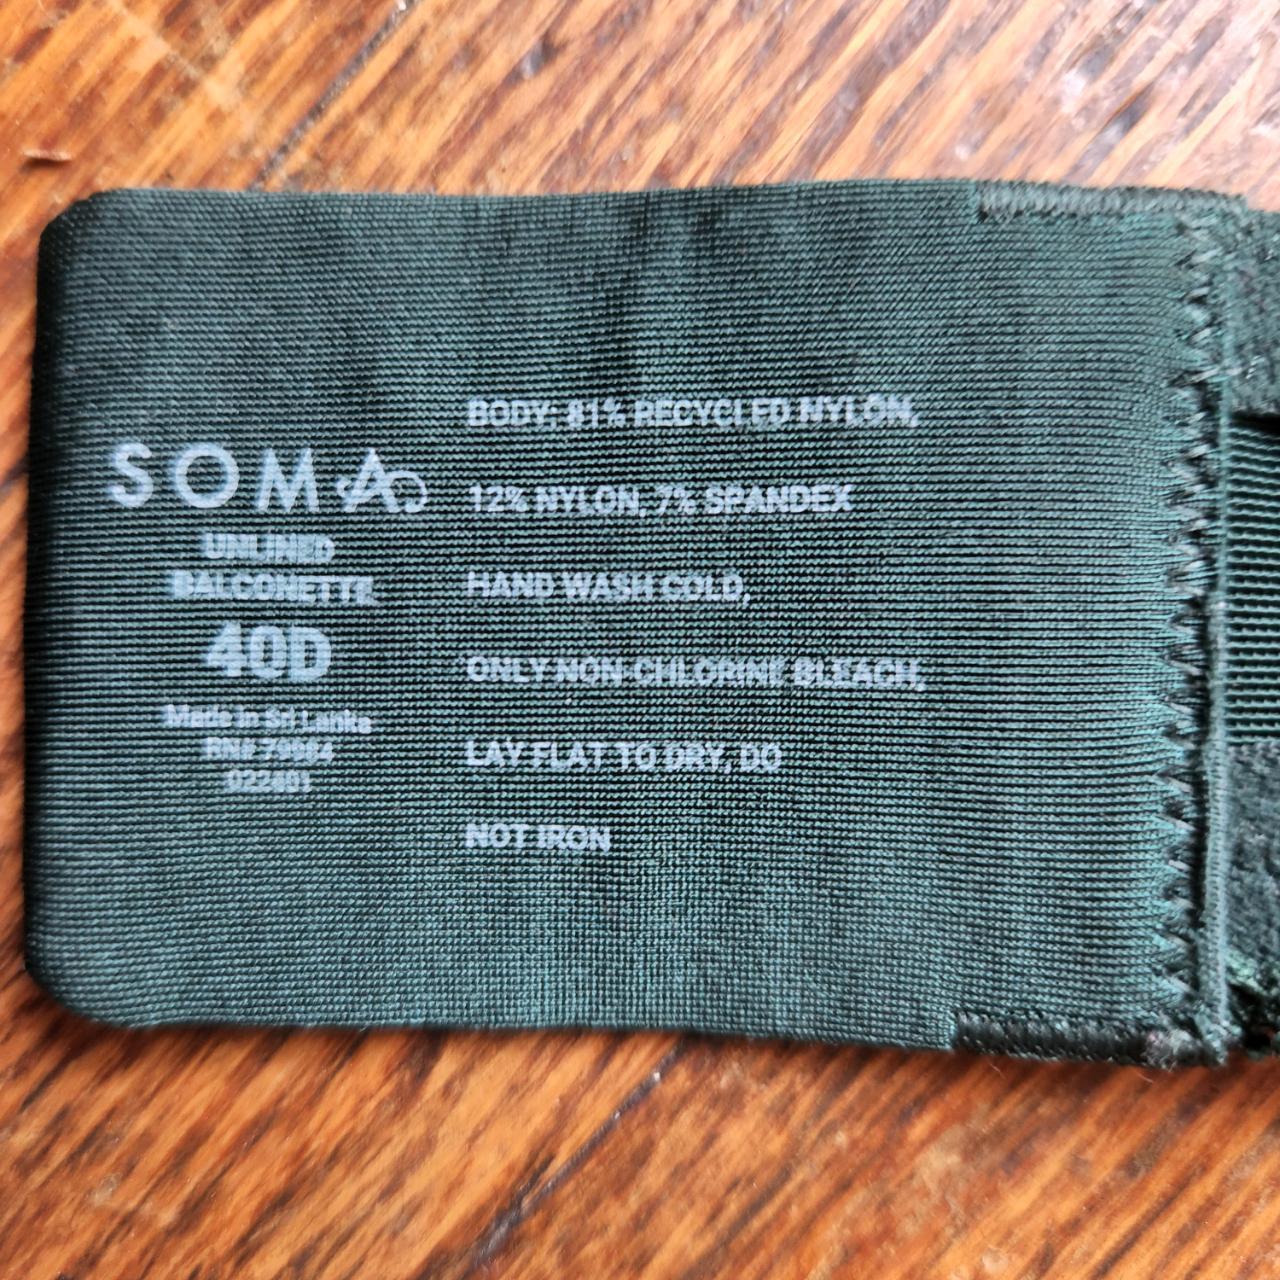 SOMA
UNLINED
BALCONETTE
40D
Made in Sri Lanka
RN# 79984
022401
BODY: 81% RECYCLED NYLON,
12% NYLON, 7% SPANDEX
HAND WASH COLD,
ONLY NON-CHLORINE BLEACH,
LAY FLAT TO DRY, DO
NOT IRON